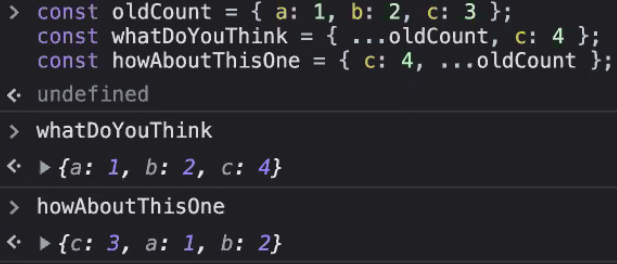 > const oldCount = { a: 1, b: 2, c: 3 };
const whatDoYouThink = { ...oldCount, c: 4 };
const howAboutThisOne = { c: 4, ...oldCount };
undefined
> whatDoYouThink
{a: 1, b: 2, c: 4}
> howAboutThisOne
{c: 3, a: 1, b: 2}